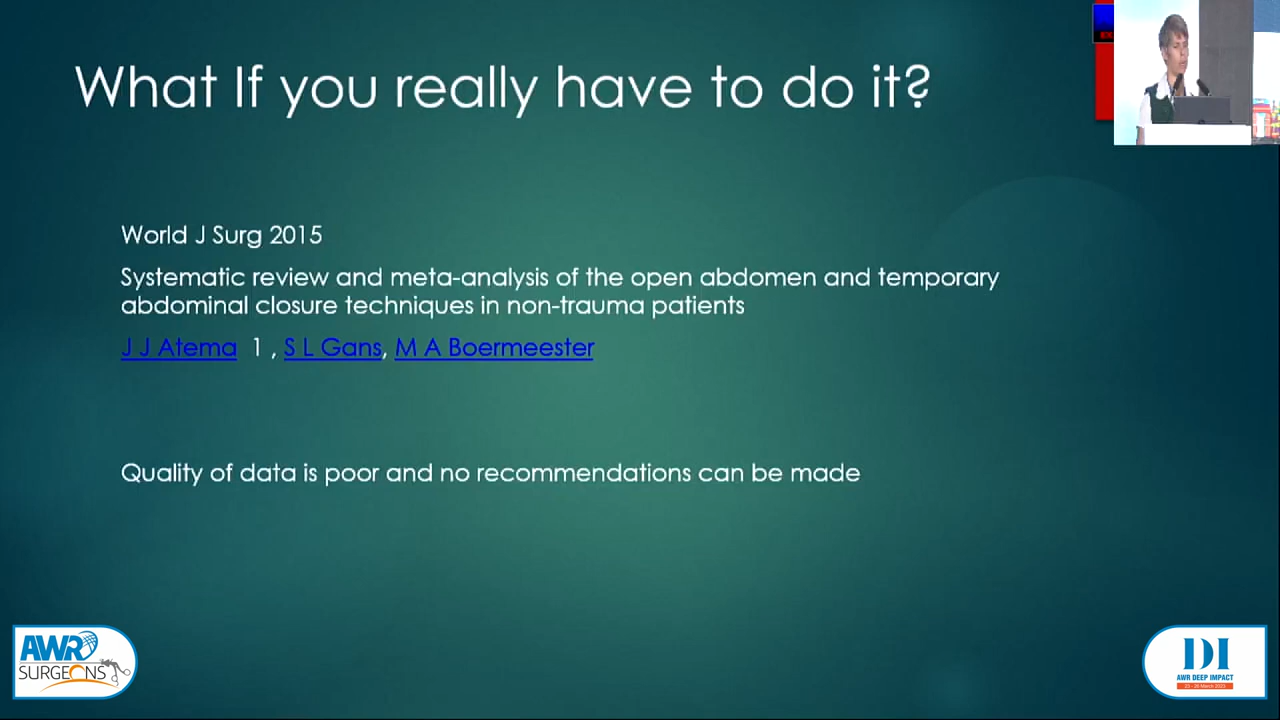 What If you really have to do it?
World J Surg 2015
Systematic review and meta-analysis of the open abdomen and temporary
abdominal closure techniques in non-trauma patients
J J Atema 1 , S L Gans, M A Boermeester
Quality of data is poor and no recommendations can be made
AWR
SURGEONS
DI
AWR DEEP IMPACT